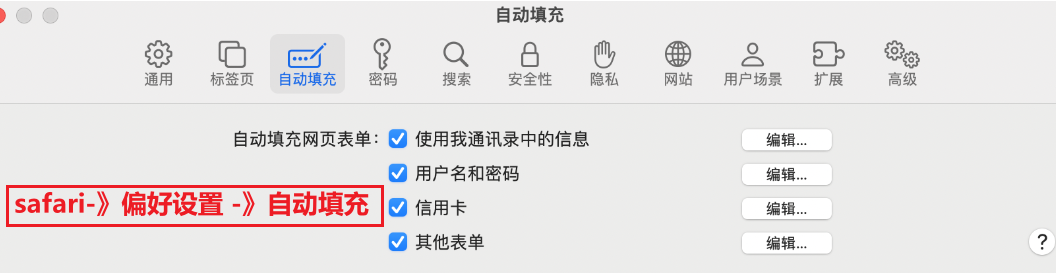 自动填充
通用 标签页 自动填充 密码 搜索 安全性 隐私 网站 用户场景 扩展 高级
自动填充网页表单： 使用我通讯录中的信息 编辑...
用户名和密码 编辑...
safari-》偏好设置 -》自动填充 信用卡 编辑...
其他表单 编辑...
?